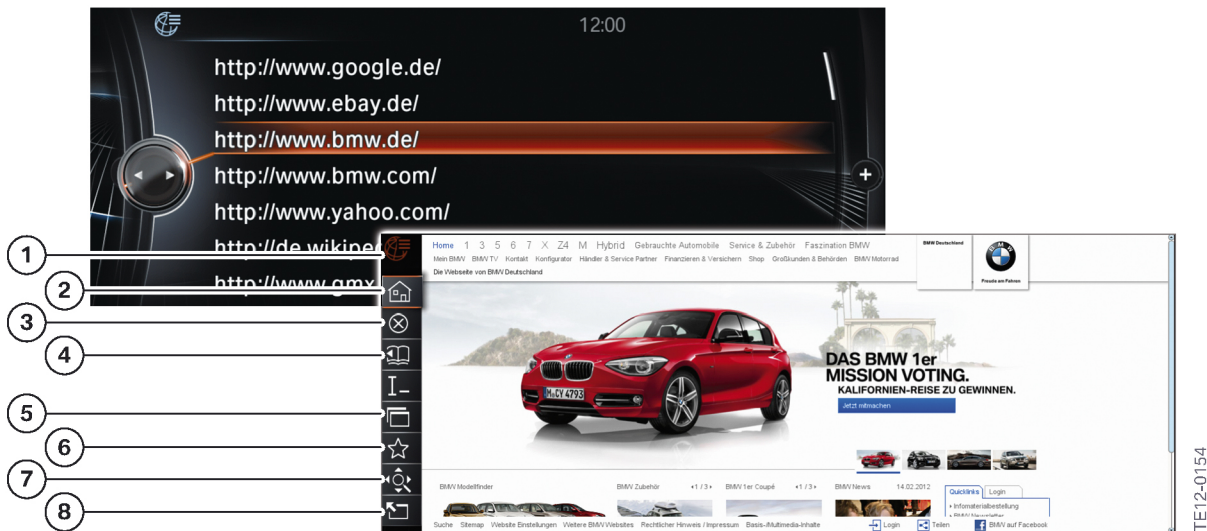 12:00
http://www.google.de/
http://www.ebay.de/
http://www.bmw.de/
http://www.bmw.com/
http://www.yahoo.com/
http://de.wikipe
http://www.gmx
1
2
3
4
5
6
7
8
Home 1 3 5 6 7 X Z4 M Hybrid Gebrauchte Automobile Service & Zubehör Faszination BMW
Mein BMW BMW TV Kontakt Konfigurator Händler & Service Partner Finanzieren & Versichern Shop Großkunden & Behörden BMW Motorrad
Die Webseite von BMW Deutschland
BMW Deutschland
BMW
Freude am Fahren
DAS BMW 1er
MISSION VOTING.
KALIFORNIEN-REISE ZU GEWINNEN.
Jetzt mitmachen
M CY 4793
BMW Modellfinder
BMW Zubehör 1 / 3
BMW 1er Coupé 1 / 3
BMW News 14.02.2012
Quicklinks Login
Infomaterialbestellung
BMW Newsletter
Suche Sitemap Website Einstellungen Weitere BMW Websites Rechtlicher Hinweis / Impressum Basis-/Multimedia-Inhalte
Login Teilen BMW auf Facebook
TE12-0154